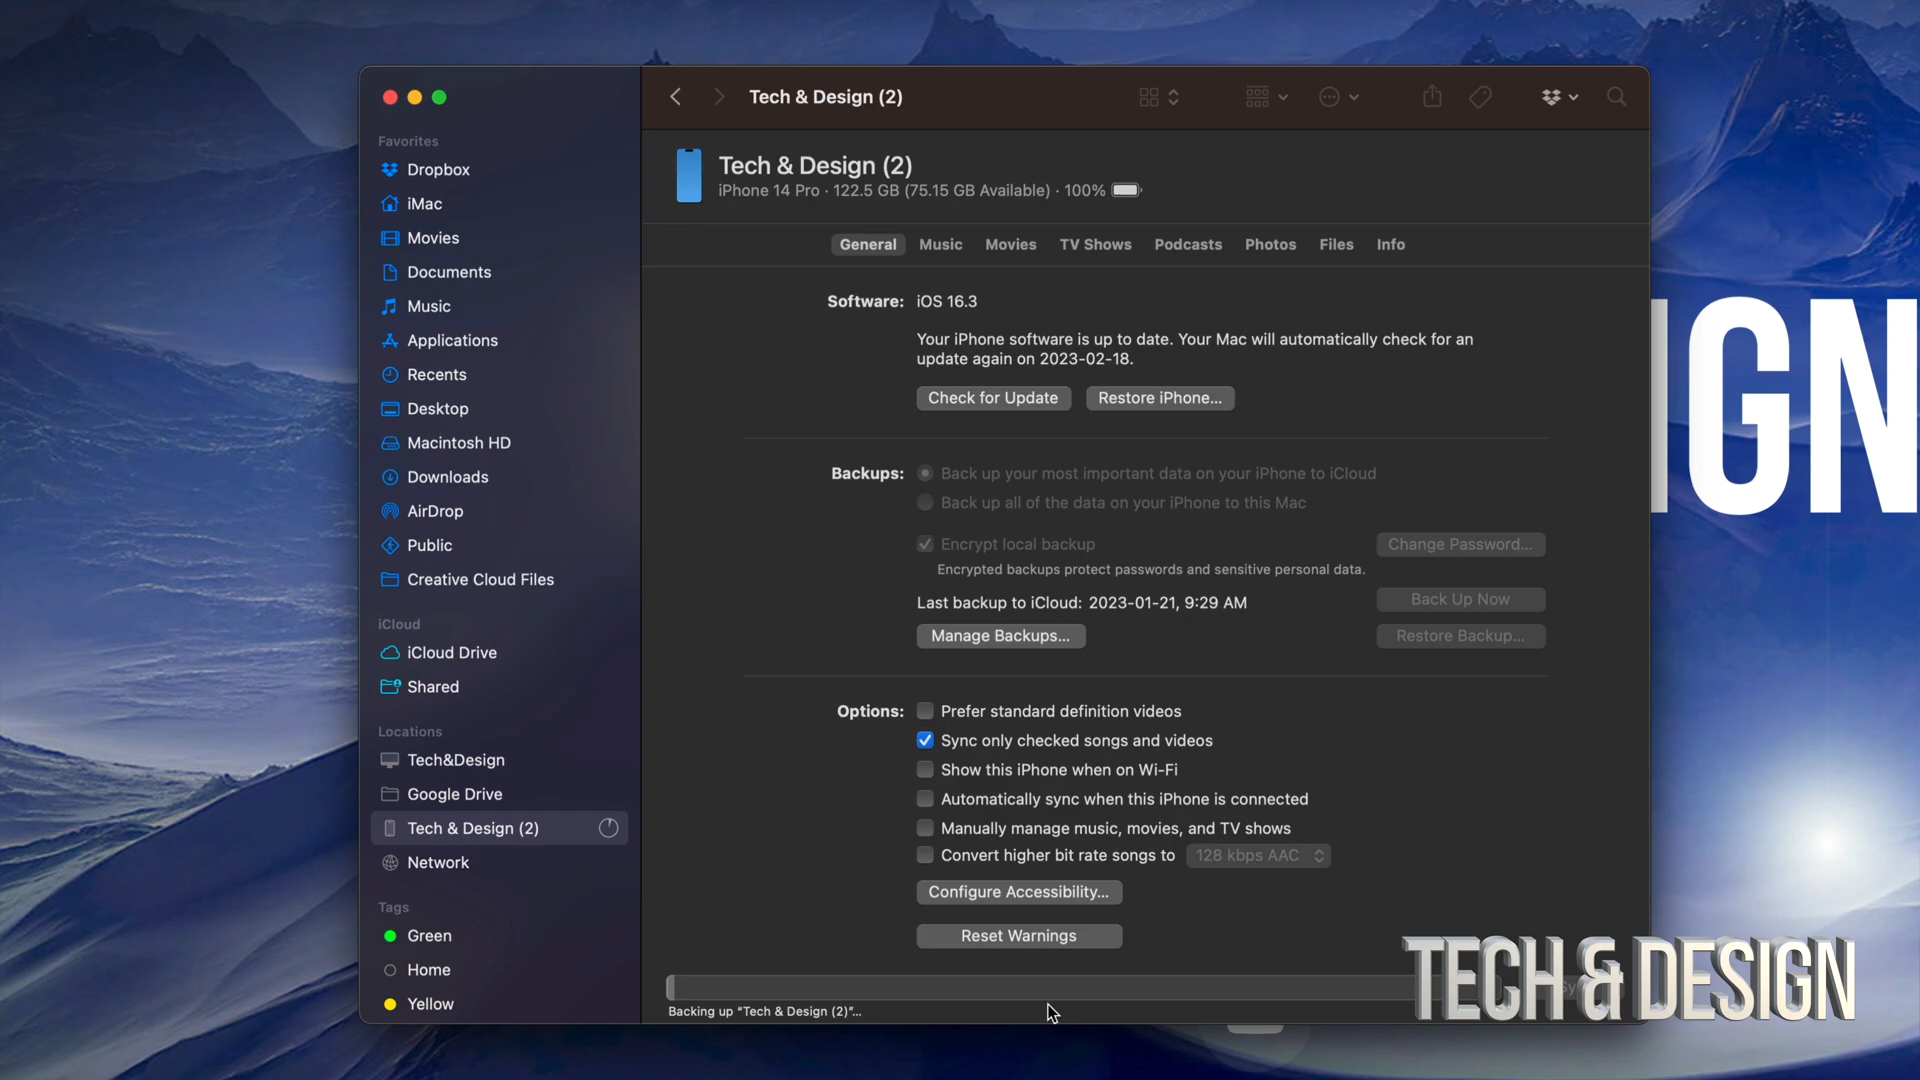 Tech & Design (2)
Favorites
Dropbox
iMac
Movies
Documents
Music
Applications
Recents
Desktop
Macintosh HD
Downloads
AirDrop
Public
Creative Cloud Files
iCloud
iCloud Drive
Shared
Locations
Tech&Design
Google Drive
Tech & Design (2)
Network
Tags
Green
Home
Yellow
Tech & Design (2)
iPhone 14 Pro · 122.5 GB (75.15 GB Available) · 100%
General Music Movies TV Shows Podcasts Photos Files Info
Software: iOS 16.3
Your iPhone software is up to date. Your Mac will automatically check for an
update again on 2023-02-18.
Check for Update Restore iPhone...
Backups: Back up your most important data on your iPhone to iCloud
Back up all of the data on your iPhone to this Mac
Encrypt local backup Change Password...
Encrypted backups protect passwords and sensitive personal data.
Last backup to iCloud: 2023-01-21, 9:29 AM Back Up Now
Manage Backups... Restore Backup...
Options: Prefer standard definition videos
Sync only checked songs and videos
Show this iPhone when on Wi-Fi
Automatically sync when this iPhone is connected
Manually manage music, movies, and TV shows
Convert higher bit rate songs to 128 kbps AAC
Configure Accessibility...
Reset Warnings
Backing up “Tech & Design (2)”...
IGN
TECH & DESIGN